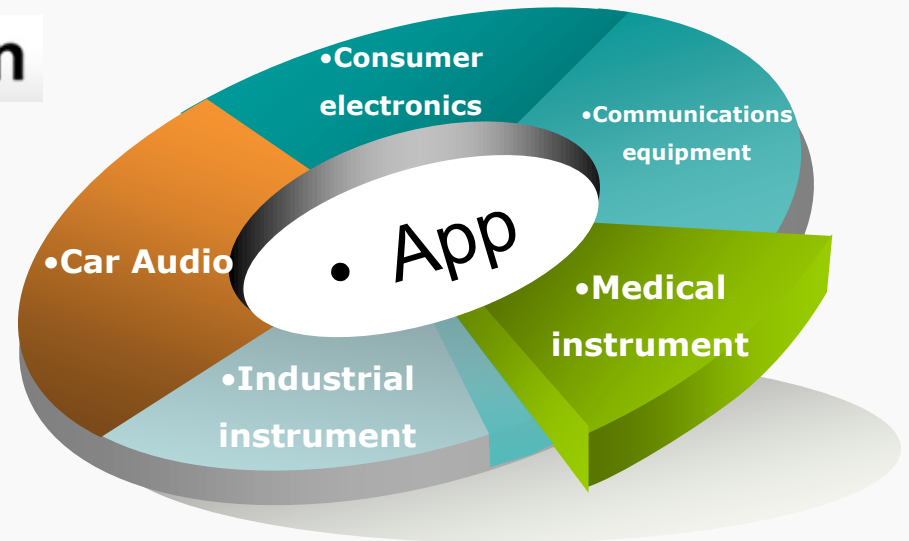 •Consumer
electronics
•Communications
equipment
•Car Audio
• App
•Medical
instrument
•Industrial
instrument